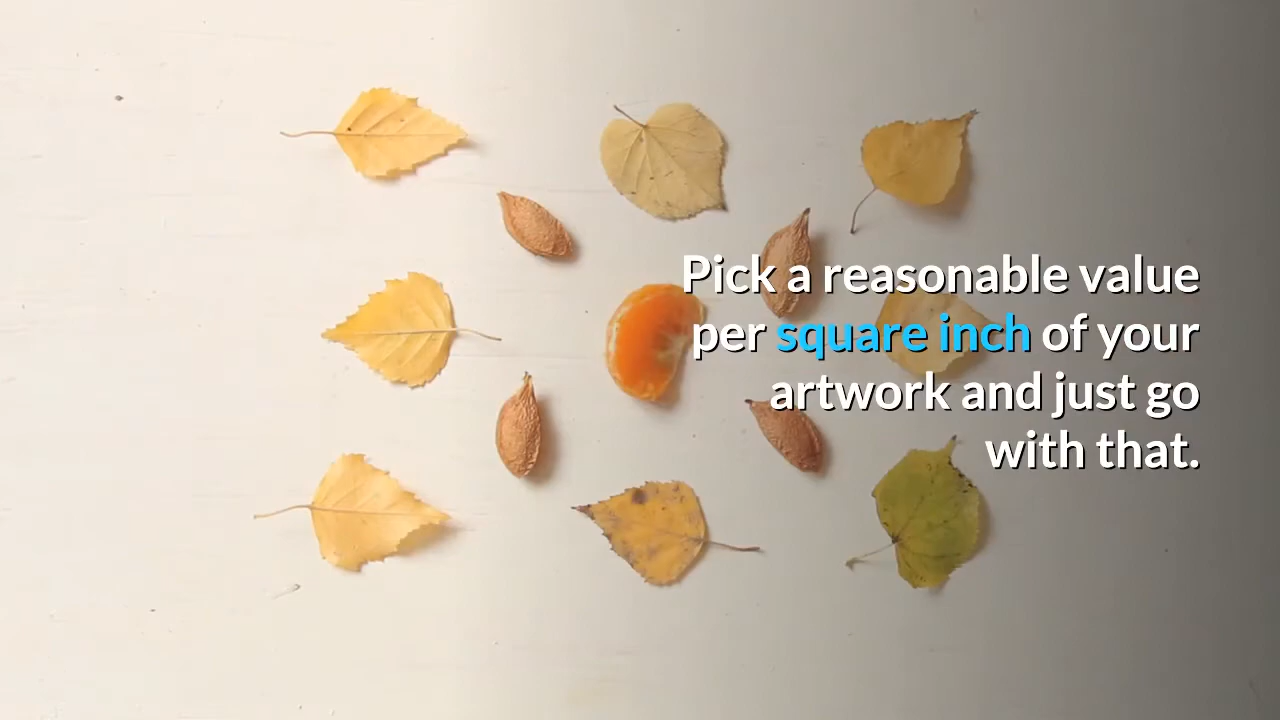 Pick a reasonable value
per square inch of your
artwork and just go
with that.